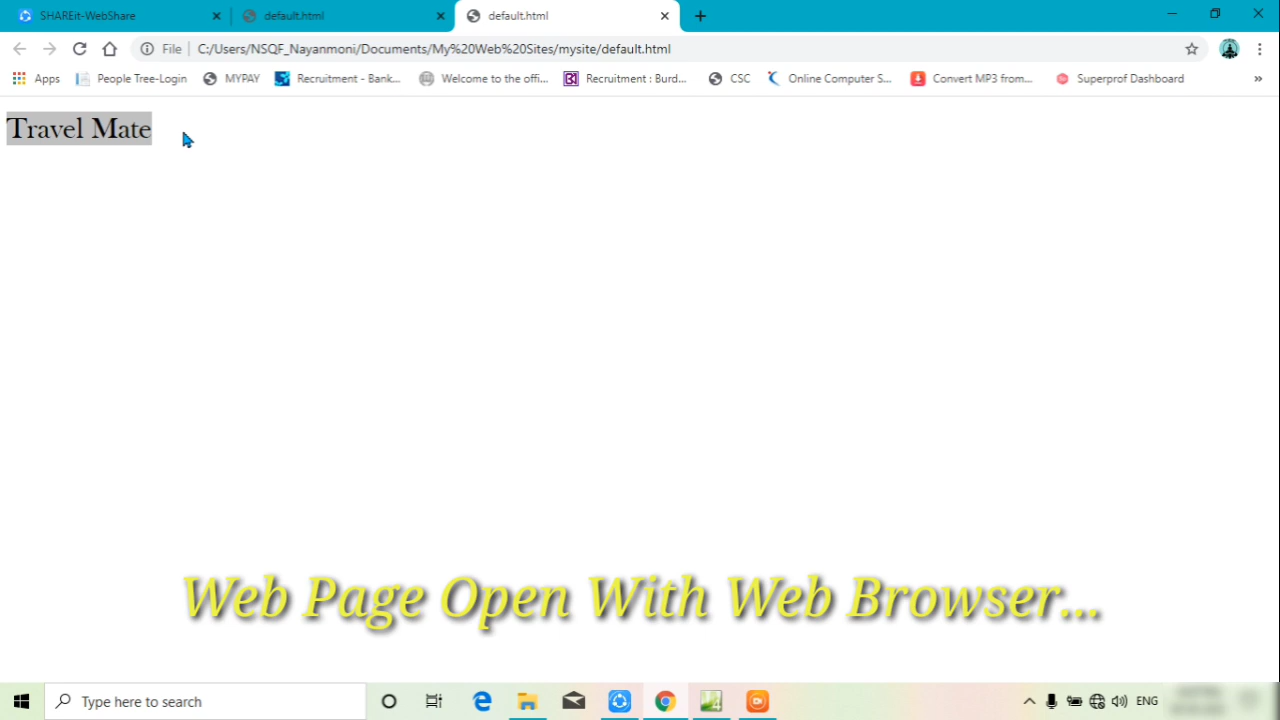 SHAREit-WebShare
default.html
default.html
File
C:/Users/NSQF_Nayanmoni/Documents/My%20Web%20Sites/mysite/default.html
Apps
People Tree-Login
MYPAY
Recruitment - Bank...
Welcome to the offi...
Recruitment : Burd...
CSC
Online Computer S...
Convert MP3 from...
Superprof Dashboard
»
Travel Mate
Web Page Open With Web Browser...
Type here to search
ENG